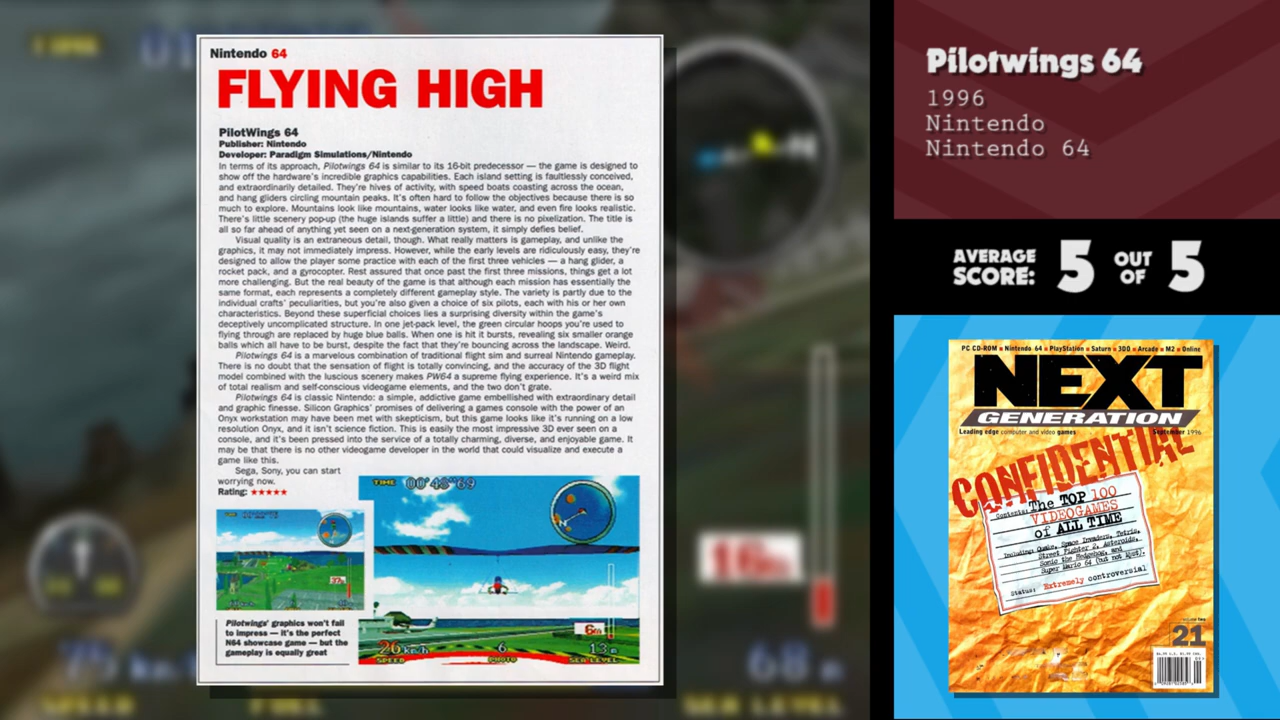 Nintendo 64
FLYING HIGH
PilotWings 64
Publisher: Nintendo
Developer: Paradigm Simulations/Nintendo
In terms of its approach, Pilotwings 64 is similar to its 16-bit predecessor — the game is designed to
show off the hardware's incredible graphics capabilities. Each island setting is faultlessly conceived,
and extraordinarily detailed. They're hives of activity, with speed boats coasting across the ocean,
and hang gliders circling mountain peaks. It's often hard to follow the objectives because there is so
much to explore. Mountains look like mountains, water looks like water, and even fire looks realistic.
There's little scenery pop-up (the huge islands suffer a little) and there is no pixelization. The title is
all so far ahead of anything yet seen on a next-generation system, it simply defies belief.
Visual quality is an extraneous detail, though. What really matters is gameplay, and unlike the
graphics, it may not immediately impress. However, while the early levels are ridiculously easy, they're
designed to allow the player some practice with each of the first three vehicles — a hang glider, a
rocket pack, and a gyrocopter. Rest assured that once past the first three missions, things get a lot
more challenging. But the real beauty of the game is that although each mission has essentially the
same format, each represents a completely different gameplay style. The variety is partly due to the
individual crafts' peculiarities, but you're also given a choice of six pilots, each with his or her own
characteristics. Beyond these superficial choices lies a surprising diversity within the game's
deceptively uncomplicated structure. In one jet-pack level, the green circular hoops you're used to
flying through are replaced by huge blue balls. When one is hit it bursts, revealing six smaller orange
balls which all have to be burst, despite the fact that they're bouncing across the landscape. Weird.
Pilotwings 64 is a marvelous combination of traditional flight sim and surreal Nintendo gameplay.
There is no doubt that the sensation of flight is totally convincing, and the accuracy of the 3D flight
model combined with the luscious scenery makes PW64 a supreme flying experience. It's a weird mix
of total realism and self-conscious videogame elements, and the two don't grate.
Pilotwings 64 is classic Nintendo: a simple, addictive game embellished with extraordinary detail
and graphic finesse. Silicon Graphics' promises of delivering a games console with the power of an
Onyx workstation may have been met with skepticism, but this game looks like it's running on a low
resolution Onyx, and it isn't science fiction. This is easily the most impressive 3D ever seen on a
console, and it's been pressed into the service of a totally charming, diverse, and enjoyable game. It
may be that there is no other videogame developer in the world that could visualize and execute a
game like this.
Sega, Sony, you can start
worrying now.
Rating: ★★★★★
TIME 00'48"69
6m
26 km/h 6 13m
SPEED PHOTO SEA LEVEL
Pilotwings' graphics won't fail
to impress — it's the perfect
N64 showcase game — but the
gameplay is equally great
16m
Pilotwings 64
1996
Nintendo
Nintendo 64
AVERAGE SCORE: 5 OUT OF 5
PC CD-ROM ■ Nintendo 64 ■ PlayStation ■ Saturn ■ 3DO ■ Arcade ■ M2 ■ Online
NEXT
GENERATION
Leading edge computer and video games September 1996
CONFIDENTIAL
Contents: The TOP 100
VIDEOGAMES
of ALL TIME
Including: Quake, Space Invaders, Tetris,
Street Fighter 2, Asteroids,
Sonic the Hedgehog, and
Super Mario 64 (but not Myst).
Status: Extremely controversial
21